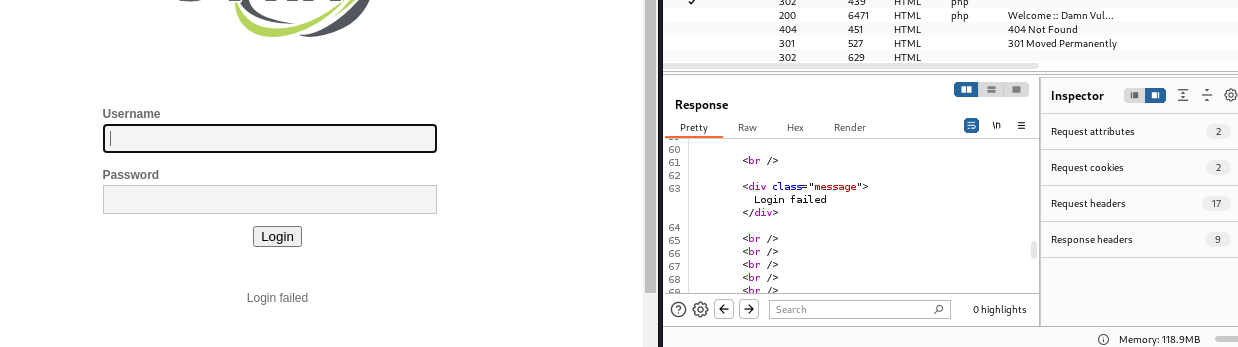 Username
Password
Login
Login failed
302 439 HTML php
200 6471 HTML php Welcome :: Damn Vul...
404 451 HTML 404 Not Found
301 527 HTML 301 Moved Permanently
302 629 HTML
Response
Pretty Raw Hex Render
\n
60
61 <br />
62
63 <div class="message">
Login failed
</div>
64
65 <br />
66 <br />
67 <br />
68 <br />
69 <br />
Search
0 highlights
Inspector
Request attributes 2
Request cookies 2
Request headers 17
Response headers 9
Memory: 118.9MB